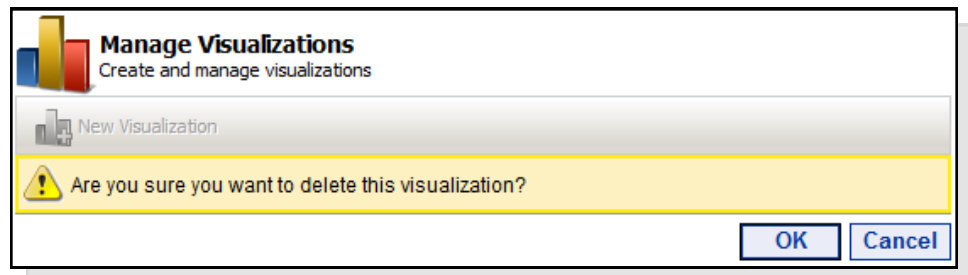 Manage Visualizations
Create and manage visualizations
New Visualization
Are you sure you want to delete this visualization?
OK Cancel